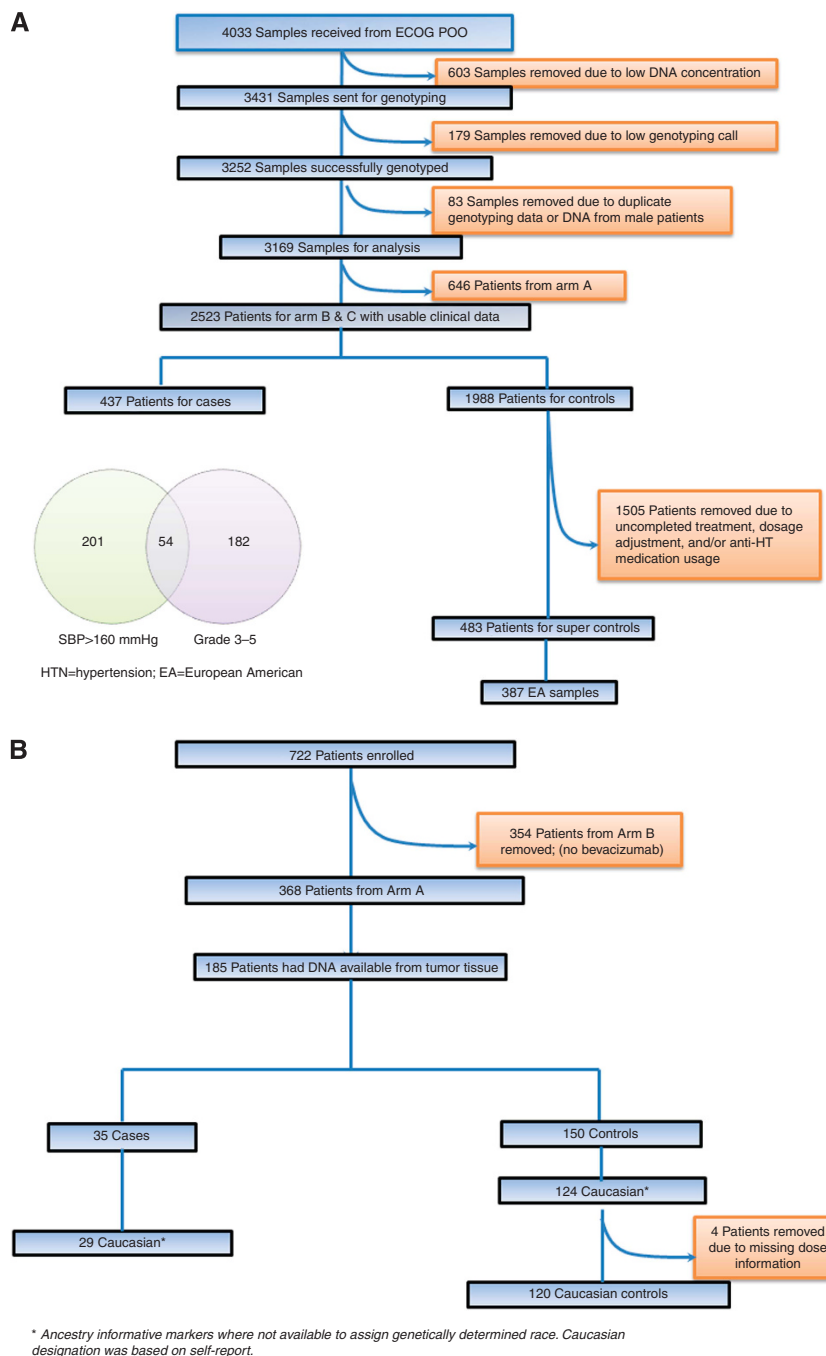 A
4033 Samples received from ECOG POO
603 Samples removed due to low DNA concentration
3431 Samples sent for genotyping
179 Samples removed due to low genotyping call
3252 Samples successfully genotyped
83 Samples removed due to duplicate
genotyping data or DNA from male patients
3169 Samples for analysis
646 Patients from arm A
2523 Patients for arm B & C with usable clinical data
437 Patients for cases
1988 Patients for controls
201
54
182
1505 Patients removed due to
uncompleted treatment, dosage
adjustment, and/or anti-HT
medication usage
SBP>160 mmHg
Grade 3–5
483 Patients for super controls
HTN=hypertension; EA=European American
387 EA samples
B
722 Patients enrolled
354 Patients from Arm B
removed; (no bevacizumab)
368 Patients from Arm A
185 Patients had DNA available from tumor tissue
35 Cases
150 Controls
124 Caucasian*
29 Caucasian*
4 Patients removed
due to missing dose
information
120 Caucasian controls
* Ancestry informative markers where not available to assign genetically determined race. Caucasian
designation was based on self-report.